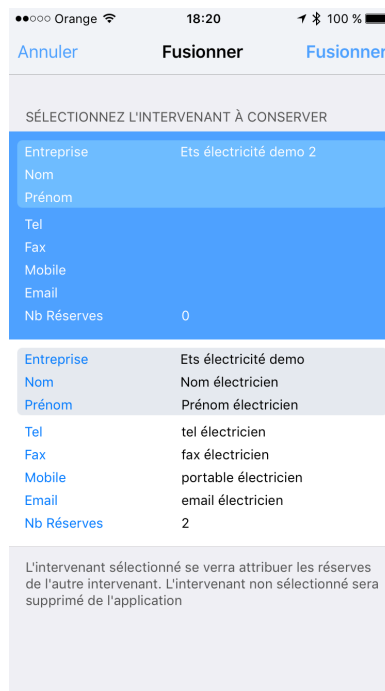 Orange 18:20 100 %
Annuler Fusionner Fusionner
SÉLECTIONNEZ L'INTERVENANT À CONSERVER
Entreprise Ets électricité demo 2
Nom
Prénom
Tel
Fax
Mobile
Email
Nb Réserves 0
Entreprise Ets électricité demo
Nom Nom électricien
Prénom Prénom électricien
Tel tel électricien
Fax fax électricien
Mobile portable électricien
Email email électricien
Nb Réserves 2
L'intervenant sélectionné se verra attribuer les réserves
de l'autre intervenant. L'intervenant non sélectionné sera
supprimé de l'application